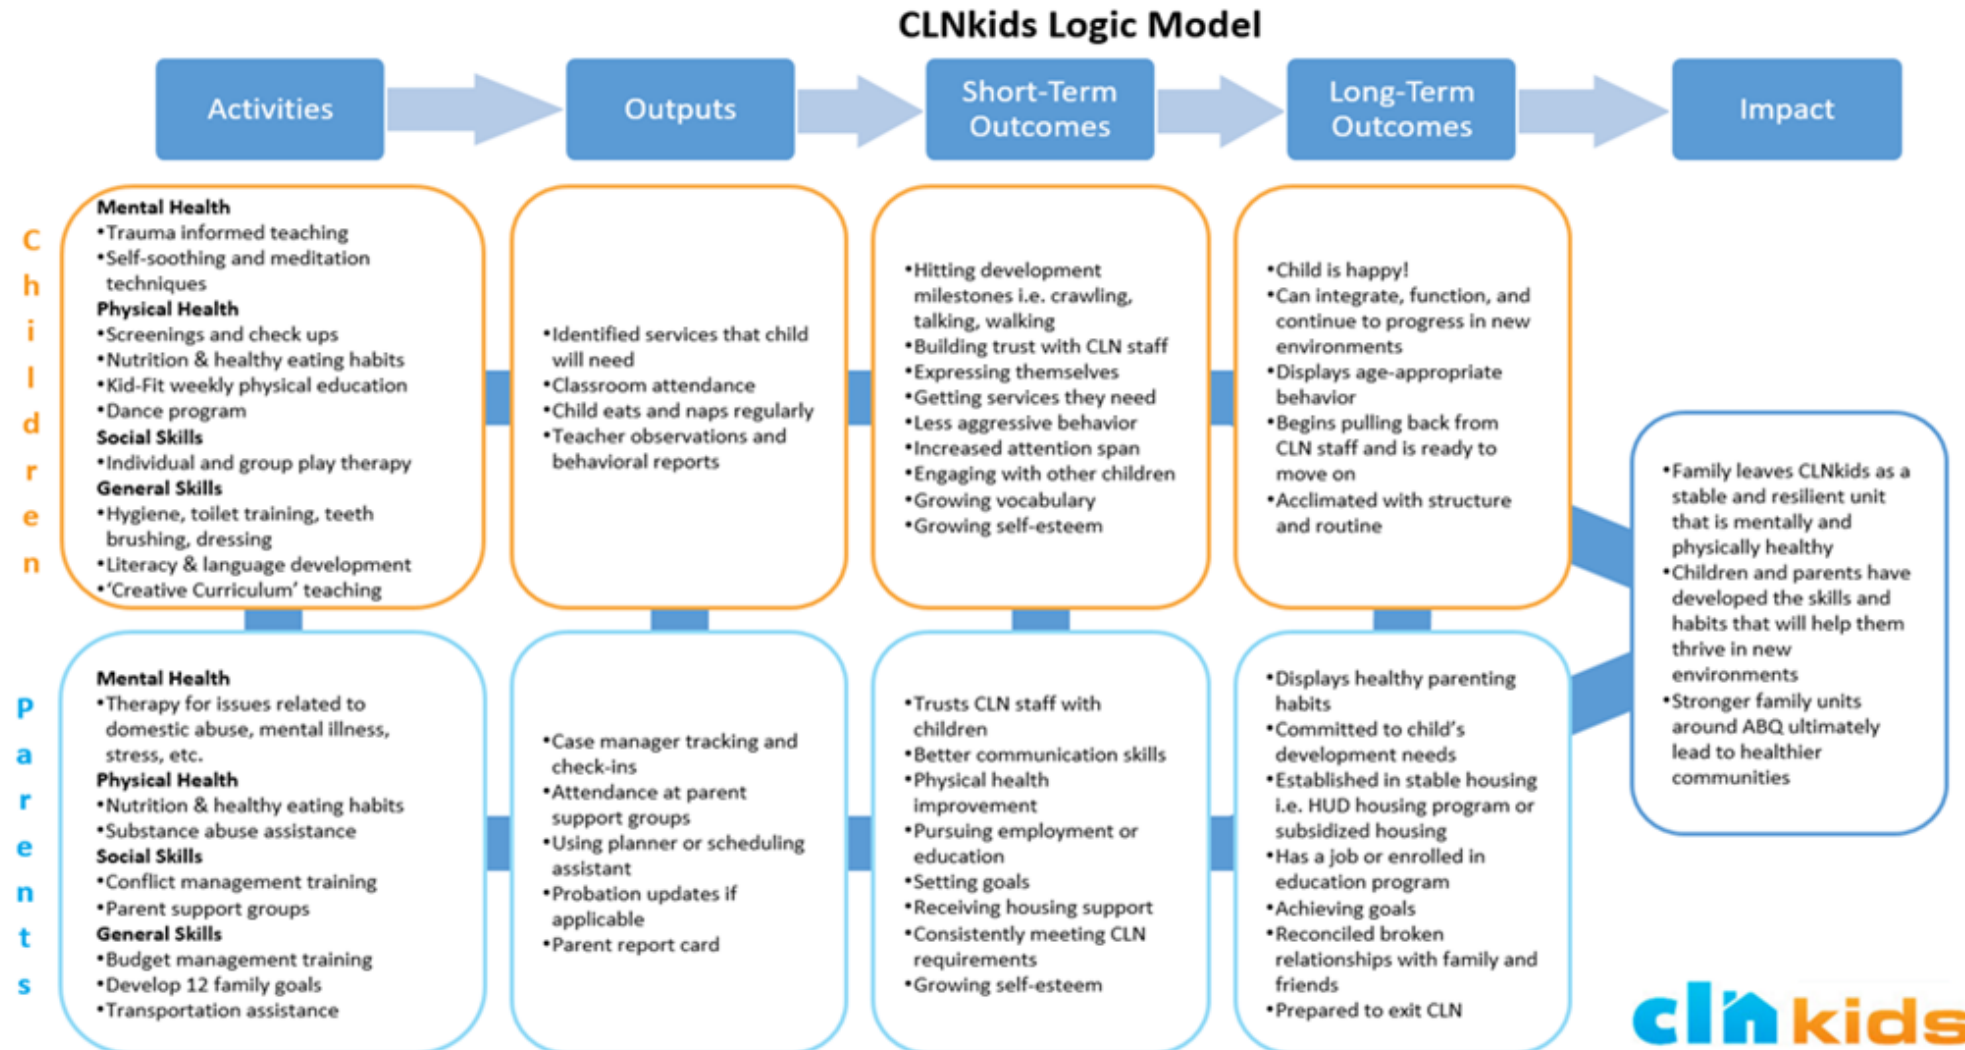 CLNkids Logic Model
Activities
Outputs
Short-Term
Outcomes
Long-Term
Outcomes
Impact
Children
Mental Health
•Trauma informed teaching
•Self-soothing and meditation
techniques
Physical Health
•Screenings and check ups
•Nutrition & healthy eating habits
•Kid-Fit weekly physical education
•Dance program
Social Skills
•Individual and group play therapy
General Skills
•Hygiene, toilet training, teeth
brushing, dressing
•Literacy & language development
•‘Creative Curriculum’ teaching
•Identified services that child
will need
•Classroom attendance
•Child eats and naps regularly
•Teacher observations and
behavioral reports
•Hitting development
milestones i.e. crawling,
talking, walking
•Building trust with CLN staff
•Expressing themselves
•Getting services they need
•Less aggressive behavior
•Increased attention span
•Engaging with other children
•Growing vocabulary
•Growing self-esteem
•Child is happy!
•Can integrate, function, and
continue to progress in new
environments
•Displays age-appropriate
behavior
•Begins pulling back from
CLN staff and is ready to
move on
•Acclimated with structure
and routine
Parents
Mental Health
•Therapy for issues related to
domestic abuse, mental illness,
stress, etc.
Physical Health
•Nutrition & healthy eating habits
•Substance abuse assistance
Social Skills
•Conflict management training
•Parent support groups
General Skills
•Budget management training
•Develop 12 family goals
•Transportation assistance
•Case manager tracking and
check-ins
•Attendance at parent
support groups
•Using planner or scheduling
assistant
•Probation updates if
applicable
•Parent report card
•Trusts CLN staff with
children
•Better communication skills
•Physical health
improvement
•Pursuing employment or
education
•Setting goals
•Receiving housing support
•Consistently meeting CLN
requirements
•Growing self-esteem
•Displays healthy parenting
habits
•Committed to child’s
development needs
•Established in stable housing
i.e. HUD housing program or
subsidized housing
•Has a job or enrolled in
education program
•Achieving goals
•Reconciled broken
relationships with family and
friends
•Prepared to exit CLN
•Family leaves CLNkids as a
stable and resilient unit
that is mentally and
physically healthy
•Children and parents have
developed the skills and
habits that will help them
thrive in new
environments
•Stronger family units
around ABQ ultimately
lead to healthier
communities
cln kids